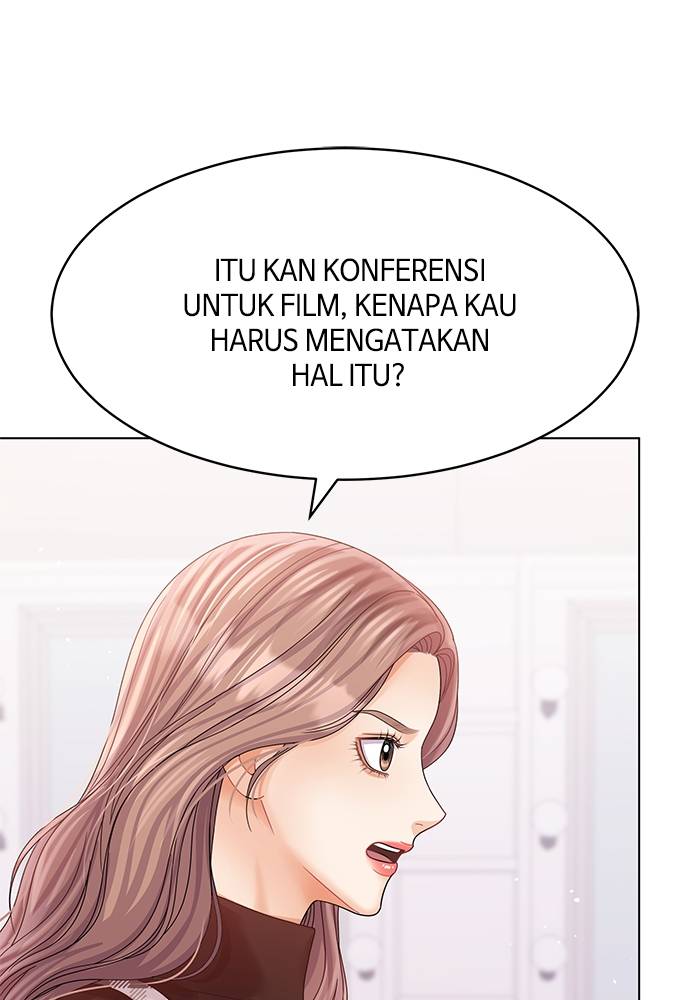 ITU KAN KONFERENSI
UNTUK FILM, KENAPA KAU
HARUS MENGATAKAN
HAL ITU?